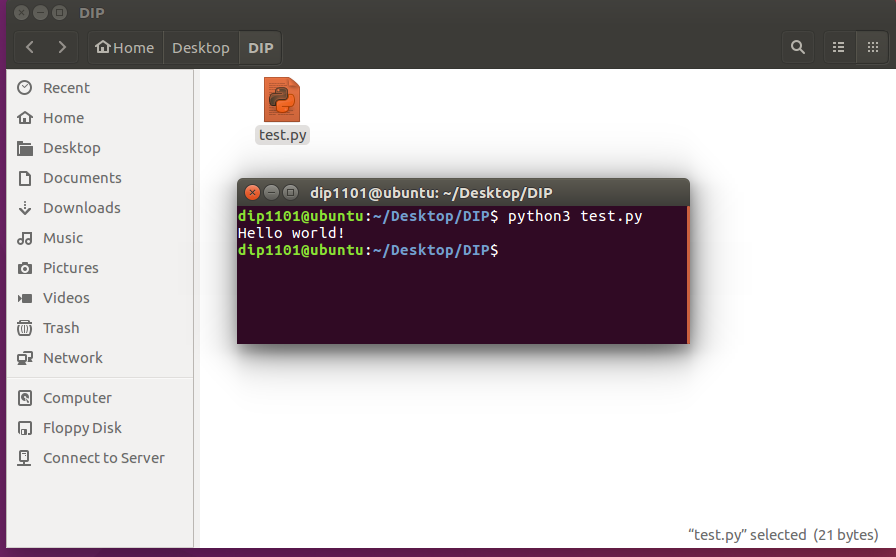 DIP
Home Desktop DIP
Recent
Home
Desktop
Documents
Downloads
Music
Pictures
Videos
Trash
Network
Computer
Floppy Disk
Connect to Server
test.py
dip1101@ubuntu: ~/Desktop/DIP
dip1101@ubuntu:~/Desktop/DIP$ python3 test.py
Hello world!
dip1101@ubuntu:~/Desktop/DIP$
“test.py” selected (21 bytes)